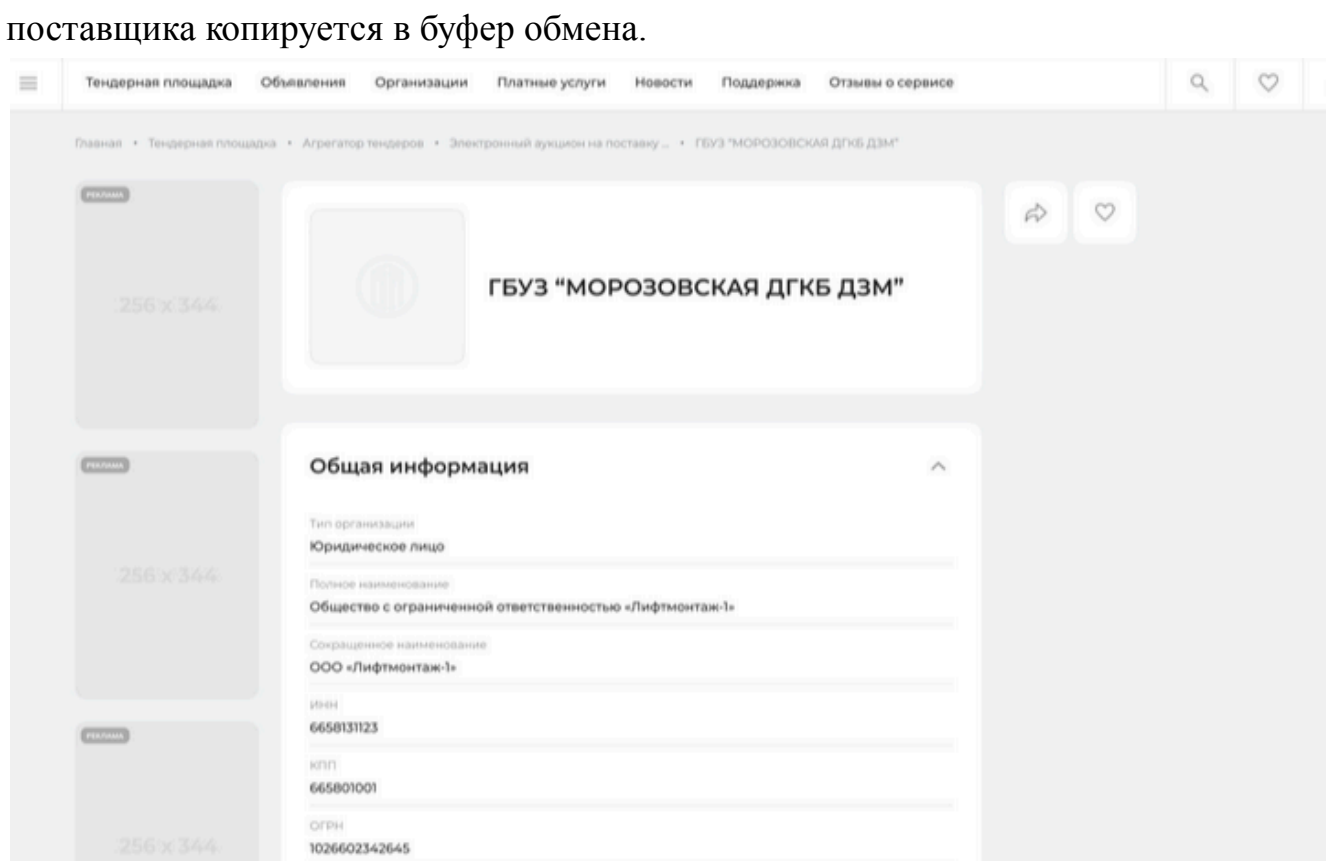 поставщика копируется в буфер обмена.
Тендерная площадка Объявления Организации Платные услуги Новости Поддержка Отзывы о сервисе
Главная • Тендерная площадка • Агрегатор тендеров • Электронный аукцион на поставку ... • ГБУЗ "МОРОЗОВСКАЯ ДГКБ ДЗМ"
РЕКЛАМА
256 x 344
ГБУЗ “МОРОЗОВСКАЯ ДГКБ ДЗМ”
РЕКЛАМА
256 x 344
Общая информация
Тип организации
Юридическое лицо
Полное наименование
Общество с ограниченной ответственностью «Лифтмонтаж-1»
Сокращенное наименование
ООО «Лифтмонтаж-1»
ИНН
6658131123
РЕКЛАМА
256 x 344
КПП
665801001
ОГРН
1026602342645